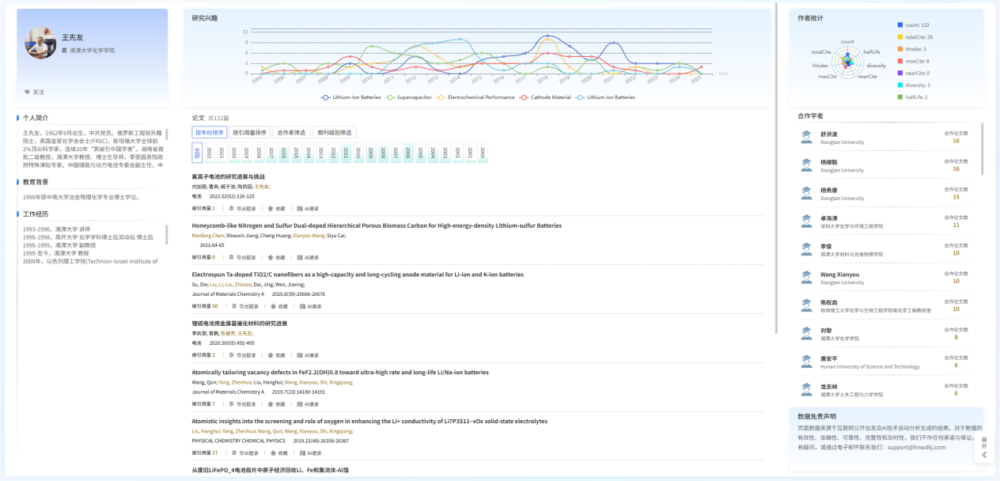 王先友
湘潭大学化学学院
关注
个人简介
王先友，1962年9月出生，中共党员。俄罗斯工程院外籍
院士，英国皇家化学会会士(FRSC)，斯坦福大学全球前
2%顶尖科学家，连续10年“高被引中国学者”。湖南省首
批二级教授，湘潭大学教授、博士生导师，享受国务院政
府特殊津贴专家。中国储能与动力电池专委会副主任，中
教育背景
1996年获中南大学冶金物理化学专业博士学位。
工作经历
1993-1996，湘潭大学 讲师
1996-1998，南开大学 化学学科博士后流动站 博士后
1996-1999，湘潭大学 副教授
1999-至今，湘潭大学 教授
2000年，以色列理工学院(Technion-Israel Institute of
研究兴趣
12
9
6
3
0
2005 2006 2007 2008 2009 2010 2011 2012 2013 2014 2015 2016 2017 2018 2019 2020 2021 2022 2023 2024 2025
Year
Lithium-Ion Batteries Supercapacitor Electrochemical Performance Cathode Material Lithium Ion Batteries
论文 共132篇
按年份排序 按引用量排序 合作者筛选 期刊级别筛选
全部 2022 2021 2020 2019 2018 2017 2016 2015 2014 2013 2012 2011 2010 2009 2008 2007 2006 2005 2004 2003 2002 2001 2000
氟离子电池的研究进展与挑战
刘加丽; 曹爽; 臧子浩; 陶西园; 王先友;
电池 2022.52(02):120-125
被引用量 1 导出题录 收藏 AI速读
Honeycomb-like Nitrogen and Sulfur Dual-doped Hierarchical Porous Biomass Carbon for High-energy-density Lithium-sulfur Batteries
Manfang Chen; Shouxin Jiang; Cheng Huang; Xianyou Wang; Siyu Cai;
2021:64-65
被引用量 0 导出题录 收藏 AI速读
Electrospun Ta-doped TiO2/C nanofibers as a high-capacity and long-cycling anode material for Li-ion and K-ion batteries
Su, Die; Liu, Li; Liu, Zhixiao; Dai, Jing; Wen, Jiaxing;
Journal of Materials Chemistry A 2020.8(39):20666-20676
被引用量 50 导出题录 收藏 AI速读
锂硫电池用金属基催化材料的研究进展
李执颖; 曾鹏; 陈曼芳; 王先友;
电池 2020.50(05):492-495
被引用量 2 导出题录 收藏 AI速读
Atomically tailoring vacancy defects in FeF2.2(OH)0.8 toward ultra-high rate and long-life Li/Na-ion batteries
Wang, Qun; Yang, Zhenhua; Liu, Hanghui; Wang, Xianyou; Shi, Xingqiang;
Journal of Materials Chemistry A 2019.7(23):14180-14191
被引用量 7 导出题录 收藏 AI速读
Atomistic insights into the screening and role of oxygen in enhancing the Li+ conductivity of Li7P3S11−xOx solid-state electrolytes
Liu, Hanghui; Yang, Zhenhua; Wang, Qun; Wang, Xianyou; Shi, Xingqiang;
PHYSICAL CHEMISTRY CHEMICAL PHYSICS 2019.21(48):26358-26367
被引用量 17 导出题录 收藏 AI速读
从废旧LiFePO_4电池极片中原子经济回收Li、Fe和集流体-Al箔
作者统计
count
totalCite
halfLife
hIndex
diversity
maxCite
nearCite
count: 132
totalCite: 28
hIndex: 3
maxCite: 8
nearCite: 0
diversity: 3
halfLife: 2
合作学者
舒洪波 合作论文数
Xiangtan University 16
杨顺毅 合作论文数
Xiangtan University 16
杨秀康 合作论文数
Xiangtan University 15
卓海涛 合作论文数
深圳大学化学与环境工程学院 11
李俊 合作论文数
湘潭大学材料与光电物理学院 10
Wang Xianyou 合作论文数
Xiangtan University 10
陈权启 合作论文数
桂林理工大学化学与生物工程学院电化学工程教研室 10
刘黎 合作论文数
湘潭大学化学学院 8
唐安平 合作论文数
Hunan University of Science and Technology 6
龙志林 合作论文数
湘潭大学土木工程与力学学院 6
数据免责声明
页面数据来源于互联网公开信息及AI技术自动分析生成的结果。对于数据的
有效性、准确性、可靠性、完整性和及时性，我们不作任何承诺与保证。如
有疑问，请通过电子邮件联系我们：support@hnwdkj.com
展开